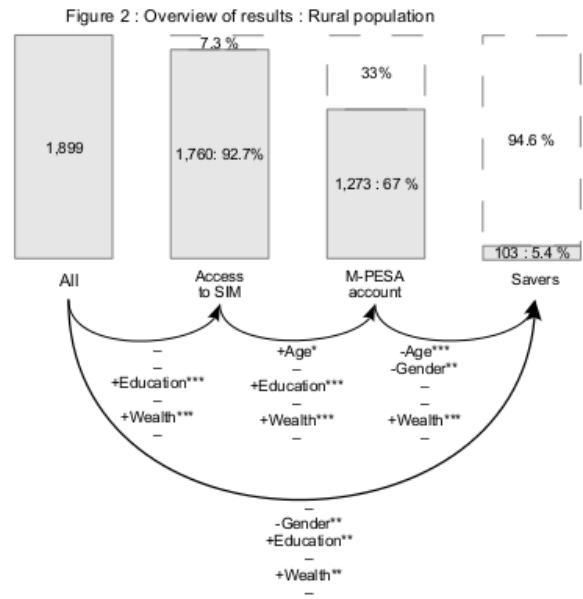 Figure 2 : Overview of results : Rural population
7.3 %
33%
1,899
1,760: 92.7%
1,273 : 67 %
94.6 %
103 : 5.4 %
All
Access
to SIM
M-PESA
account
Savers
–
–
+Education***
–
+Wealth***
–
+Age*
–
+Education***
–
+Wealth***
–
-Age***
-Gender**
–
–
+Wealth***
–
–
-Gender**
+Education**
–
+Wealth**
–